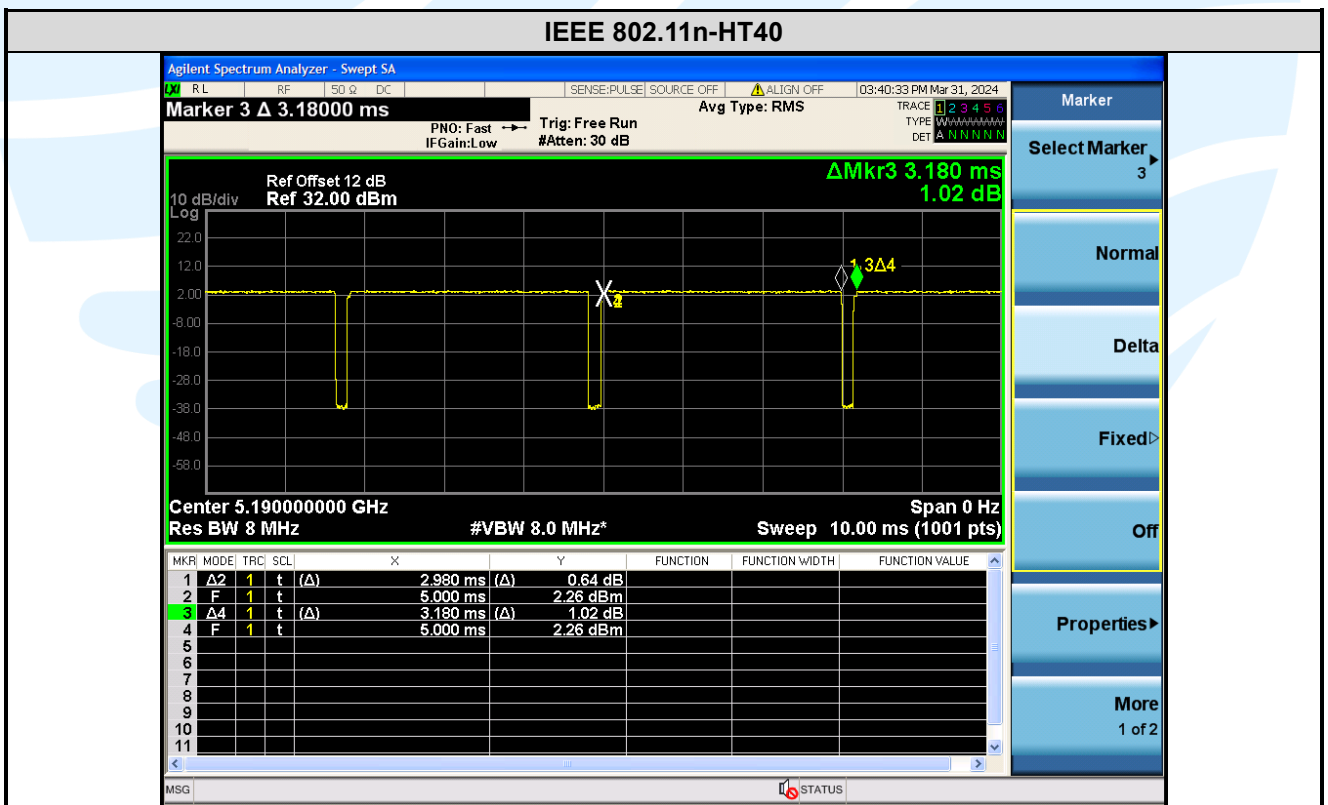 IEEE 802.11n-HT40
Agilent Spectrum Analyzer - Swept SA
LXI RL RF 50 Ω DC SENSE:PULSE SOURCE OFF ALIGN OFF 03:40:33 PM Mar 31, 2024
Marker 3 Δ 3.18000 ms
PNO: Fast
IFGain:Low
Trig: Free Run
#Atten: 30 dB
Avg Type: RMS
TRACE 1 2 3 4 5 6
TYPE WWWWWW
DET A N N N N N
ΔMkr3 3.180 ms
1.02 dB
Ref Offset 12 dB
10 dB/div Ref 32.00 dBm
Log
22.0
12.0
2.00
-8.00
-18.0
-28.0
-38.0
-48.0
-58.0
3Δ4
Center 5.190000000 GHz Span 0 Hz
Res BW 8 MHz #VBW 8.0 MHz* Sweep 10.00 ms (1001 pts)
MKR MODE TRC SCL X Y FUNCTION FUNCTION WIDTH FUNCTION VALUE
1 Δ2 1 t (Δ) 2.980 ms (Δ) 0.64 dB
2 F 1 t 5.000 ms 2.26 dBm
3 Δ4 1 t (Δ) 3.180 ms (Δ) 1.02 dB
4 F 1 t 5.000 ms 2.26 dBm
5
6
7
8
9
10
11
MSG STATUS
Marker
Select Marker
3
Normal
Delta
Fixed
Off
Properties
More
1 of 2